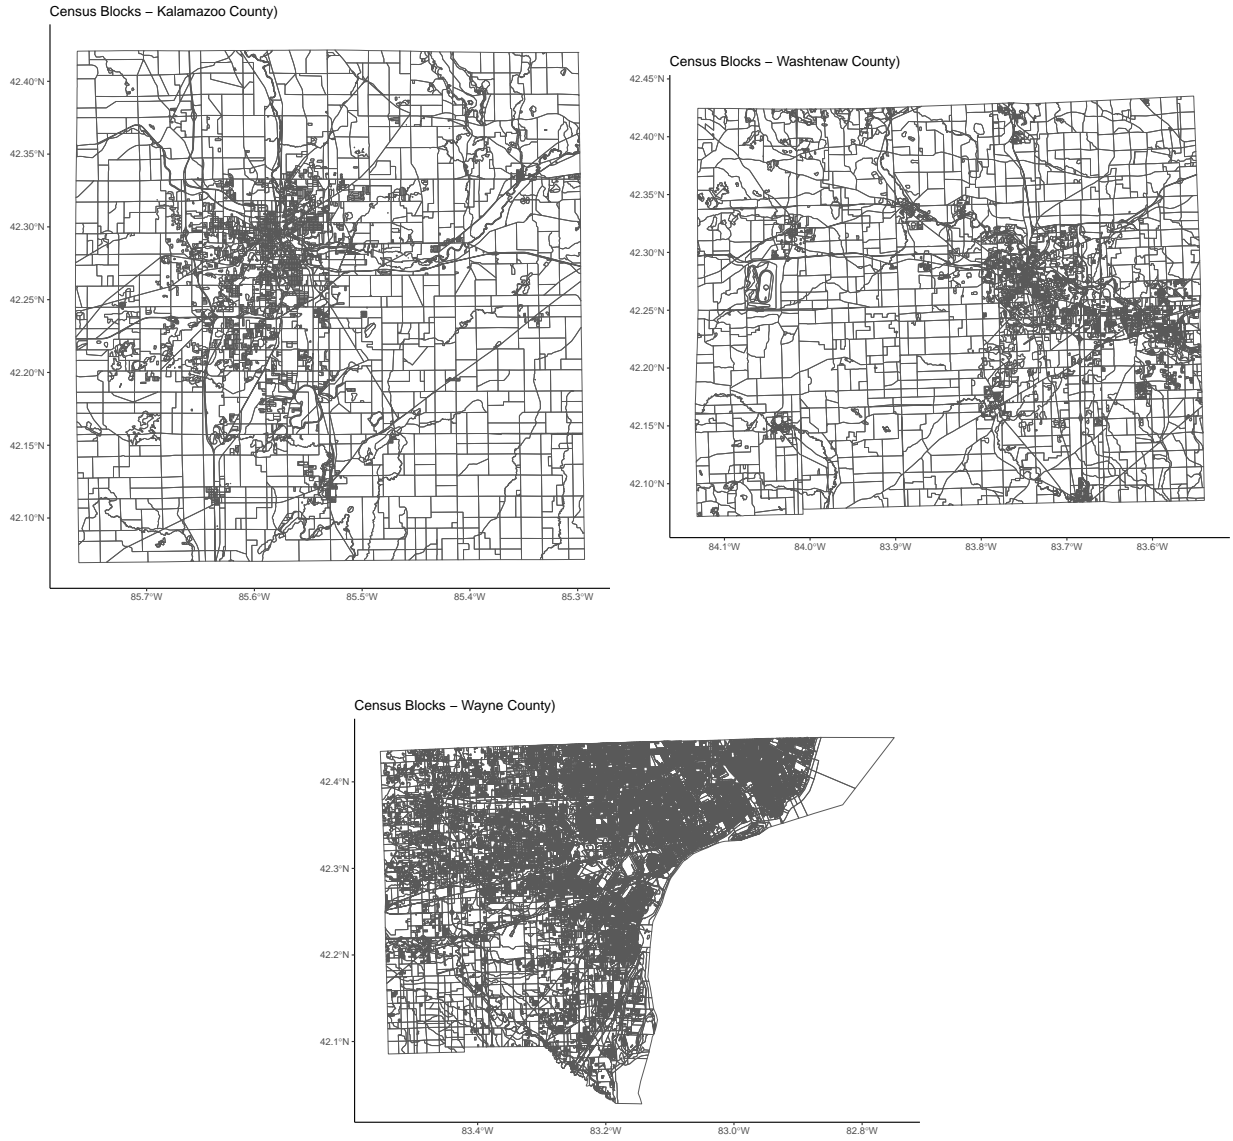 Census Blocks − Kalamazoo County)
42.40°N
42.35°N
42.30°N
42.25°N
42.20°N
42.15°N
42.10°N
85.7°W 85.6°W 85.5°W 85.4°W 85.3°W
Census Blocks − Washtenaw County)
42.45°N
42.40°N
42.35°N
42.30°N
42.25°N
42.20°N
42.15°N
42.10°N
84.1°W 84.0°W 83.9°W 83.8°W 83.7°W 83.6°W
Census Blocks − Wayne County)
42.4°N
42.3°N
42.2°N
42.1°N
83.4°W 83.2°W 83.0°W 82.8°W